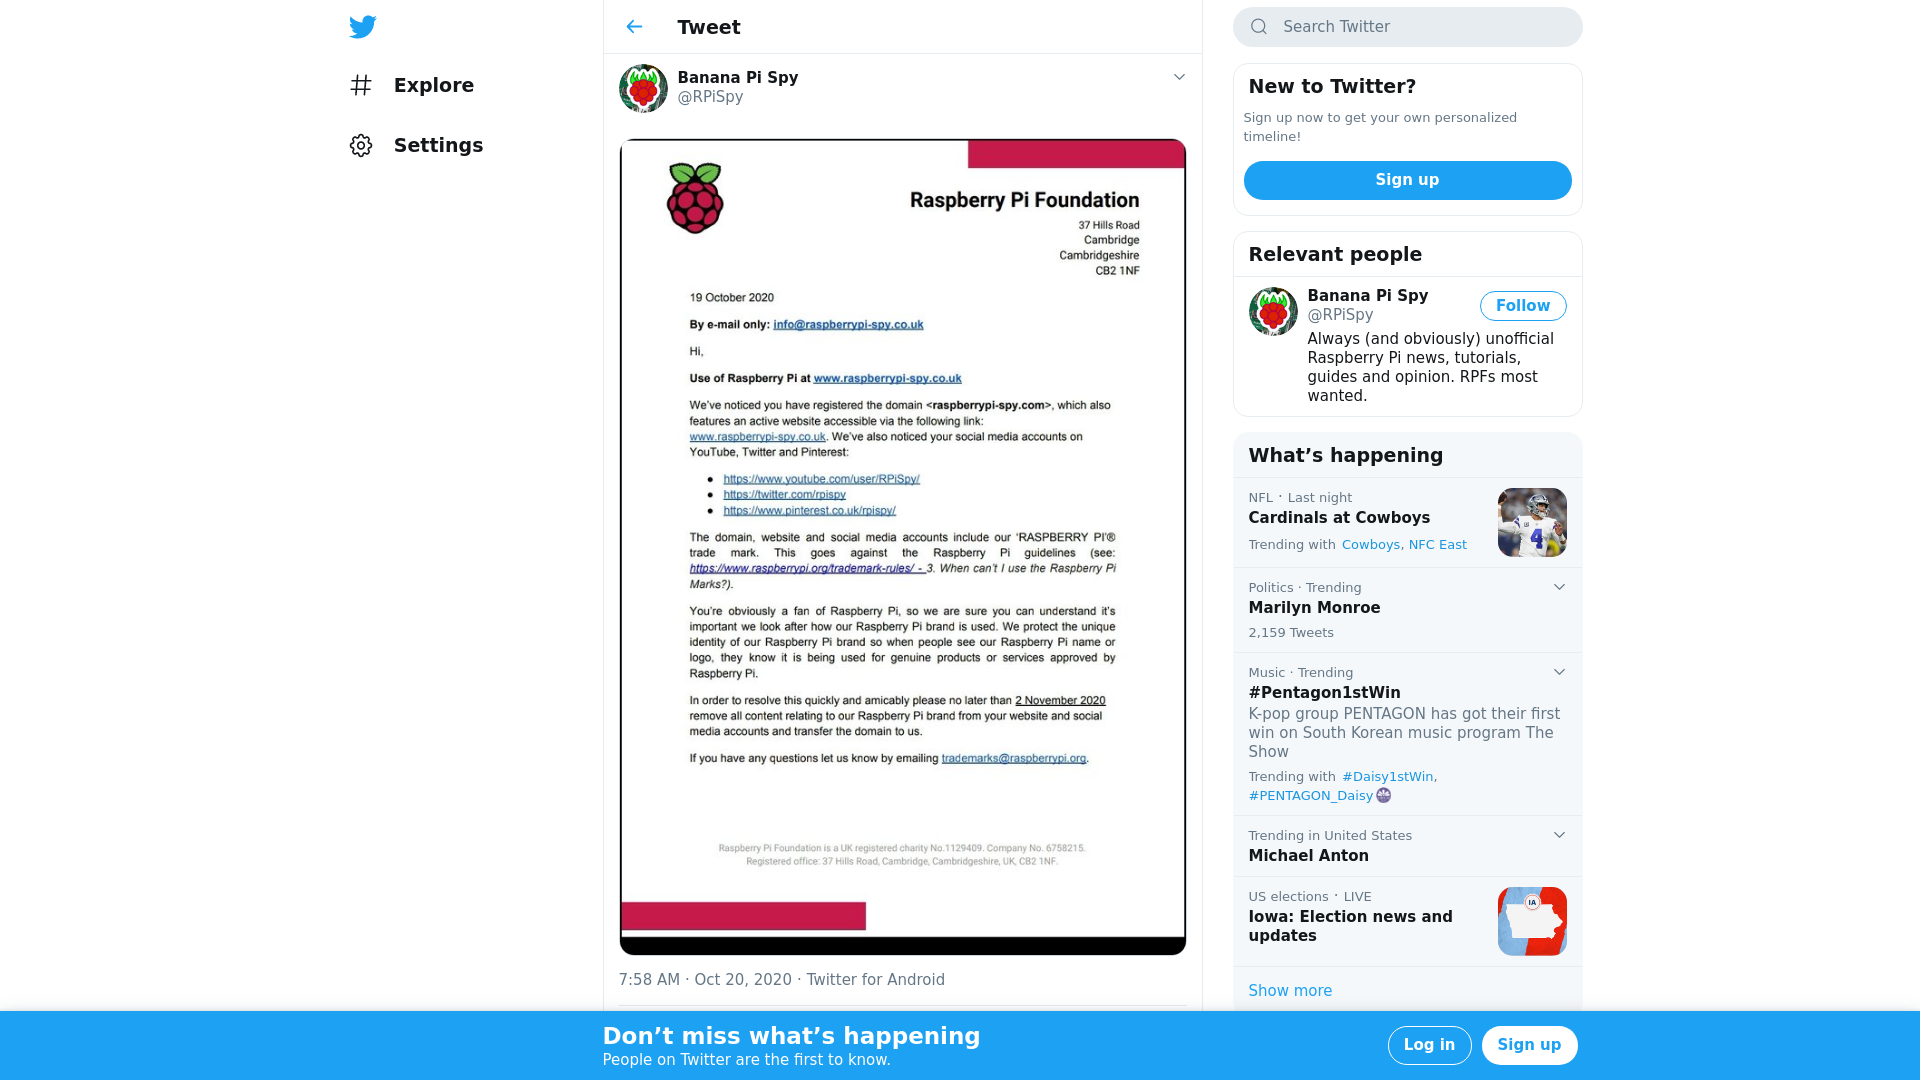 Explore
Settings
Tweet
Banana Pi Spy
@RPiSpy
Raspberry Pi Foundation
37 Hills Road
Cambridge
Cambridgeshire
CB2 1NF
19 October 2020
By e-mail only: info@raspberrypi-spy.co.uk
Hi,
Use of Raspberry Pi at www.raspberrypi-spy.co.uk
We've noticed you have registered the domain <raspberrypi-spy.com>, which also
features an active website accessible via the following link:
www.raspberrypi-spy.co.uk. We've also noticed your social media accounts on
YouTube, Twitter and Pinterest:
● https://www.youtube.com/user/RPiSpy/
● https://twitter.com/rpispy
● https://www.pinterest.co.uk/rpispy/
The domain, website and social media accounts include our 'RASPBERRY PI'®
trade mark. This goes against the Raspberry Pi guidelines (see:
https://www.raspberrypi.org/trademark-rules/ - 3. When can't I use the Raspberry Pi
Marks?).
You're obviously a fan of Raspberry Pi, so we are sure you can understand it's
important we look after how our Raspberry Pi brand is used. We protect the unique
identity of our Raspberry Pi brand so when people see our Raspberry Pi name or
logo, they know it is being used for genuine products or services approved by
Raspberry Pi.
In order to resolve this quickly and amicably please no later than 2 November 2020
remove all content relating to our Raspberry Pi brand from your website and social
media accounts and transfer the domain to us.
If you have any questions let us know by emailing trademarks@raspberrypi.org.
Raspberry Pi Foundation is a UK registered charity No.1129409. Company No. 6758215.
Registered office: 37 Hills Road, Cambridge, Cambridgeshire, UK, CB2 1NF.
7:58 AM · Oct 20, 2020 · Twitter for Android
Search Twitter
New to Twitter?
Sign up now to get your own personalized
timeline!
Sign up
Relevant people
Banana Pi Spy
@RPiSpy
Follow
Always (and obviously) unofficial
Raspberry Pi news, tutorials,
guides and opinion. RPFs most
wanted.
What's happening
NFL · Last night
Cardinals at Cowboys
Trending with Cowboys, NFC East
4
Politics · Trending
Marilyn Monroe
2,159 Tweets
Music · Trending
#Pentagon1stWin
K-pop group PENTAGON has got their first
win on South Korean music program The
Show
Trending with #Daisy1stWin,
#PENTAGON_Daisy
Trending in United States
Michael Anton
US elections · LIVE
Iowa: Election news and
updates
IA
Show more
Don't miss what's happening
People on Twitter are the first to know.
Log in
Sign up